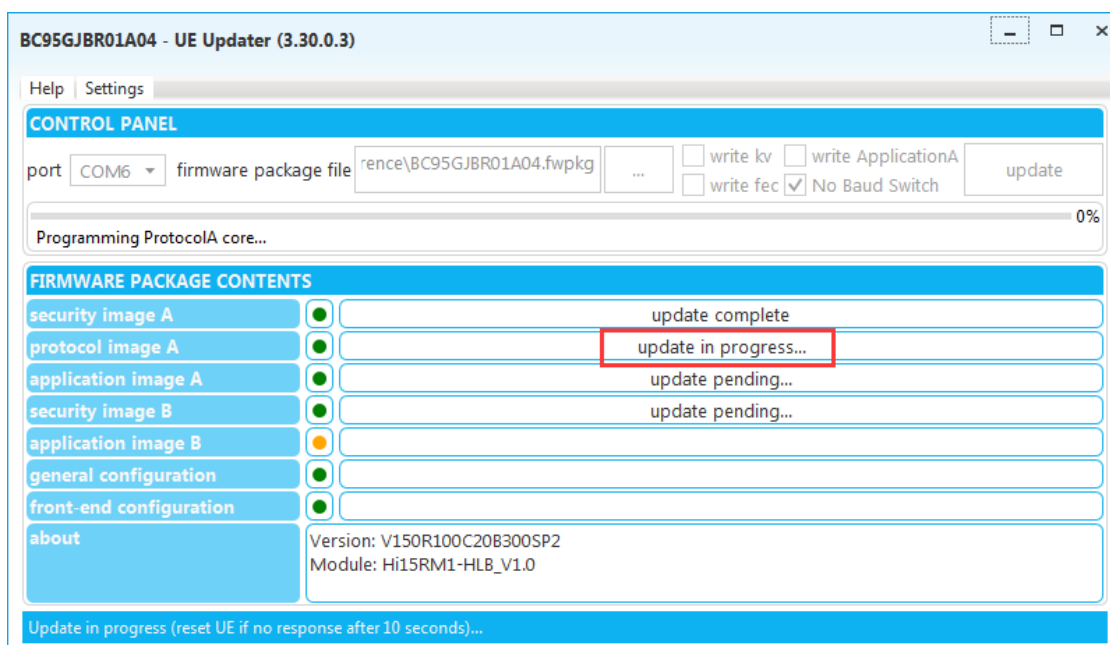 BC95GJBR01A04 - UE Updater (3.30.0.3)
Help Settings
CONTROL PANEL
port COM6 firmware package file rence\BC95GJBR01A04.fwpkg ... write kv write ApplicationA update
write fec No Baud Switch
0%
Programming ProtocolA core...
FIRMWARE PACKAGE CONTENTS
security image A update complete
protocol image A update in progress...
application image A update pending...
security image B update pending...
application image B
general configuration
front-end configuration
about Version: V150R100C20B300SP2
Module: Hi15RM1-HLB_V1.0
Update in progress (reset UE if no response after 10 seconds)...